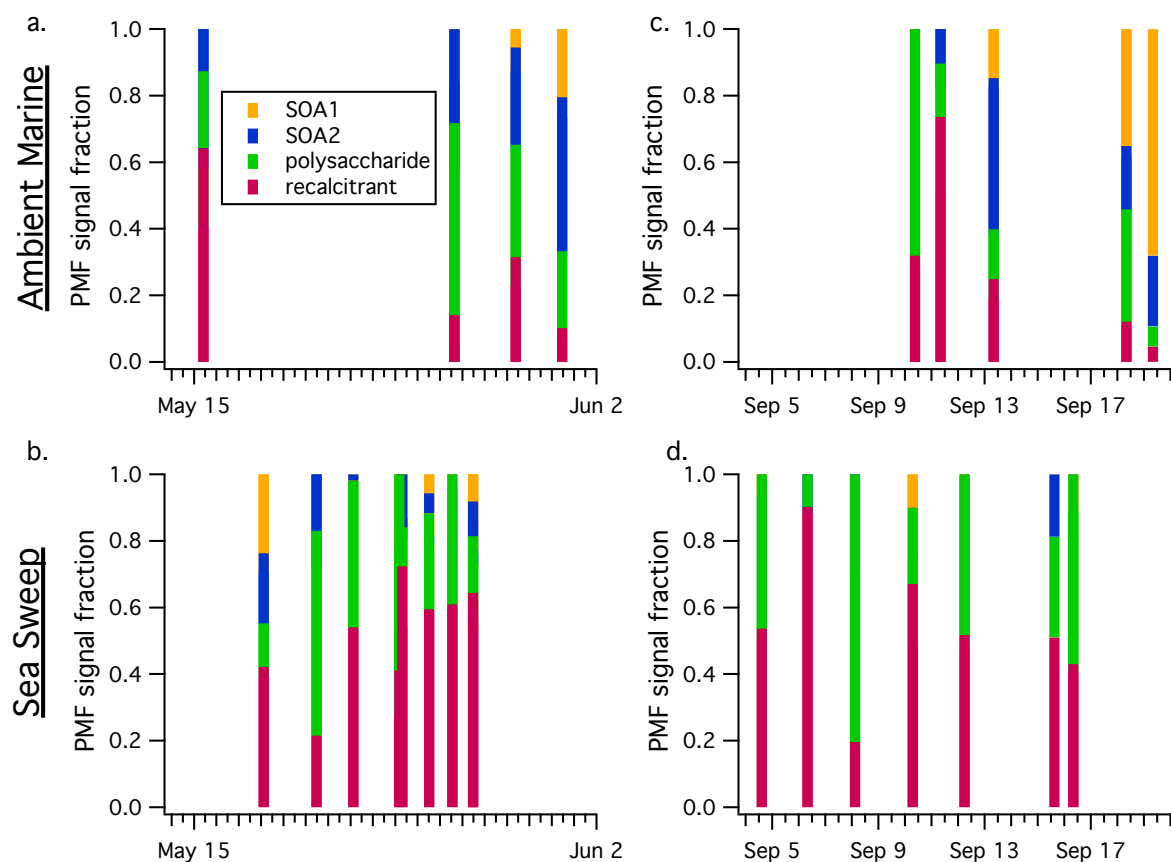 a.
Ambient Marine
PMF signal fraction
1.0
0.8
0.6
0.4
0.2
0.0
SOA1
SOA2
polysaccharide
recalcitrant
May 15
Jun 2
c.
PMF signal fraction
1.0
0.8
0.6
0.4
0.2
0.0
Sep 5
Sep 9
Sep 13
Sep 17
b.
Sea Sweep
PMF signal fraction
1.0
0.8
0.6
0.4
0.2
0.0
May 15
Jun 2
d.
PMF signal fraction
1.0
0.8
0.6
0.4
0.2
0.0
Sep 5
Sep 9
Sep 13
Sep 17